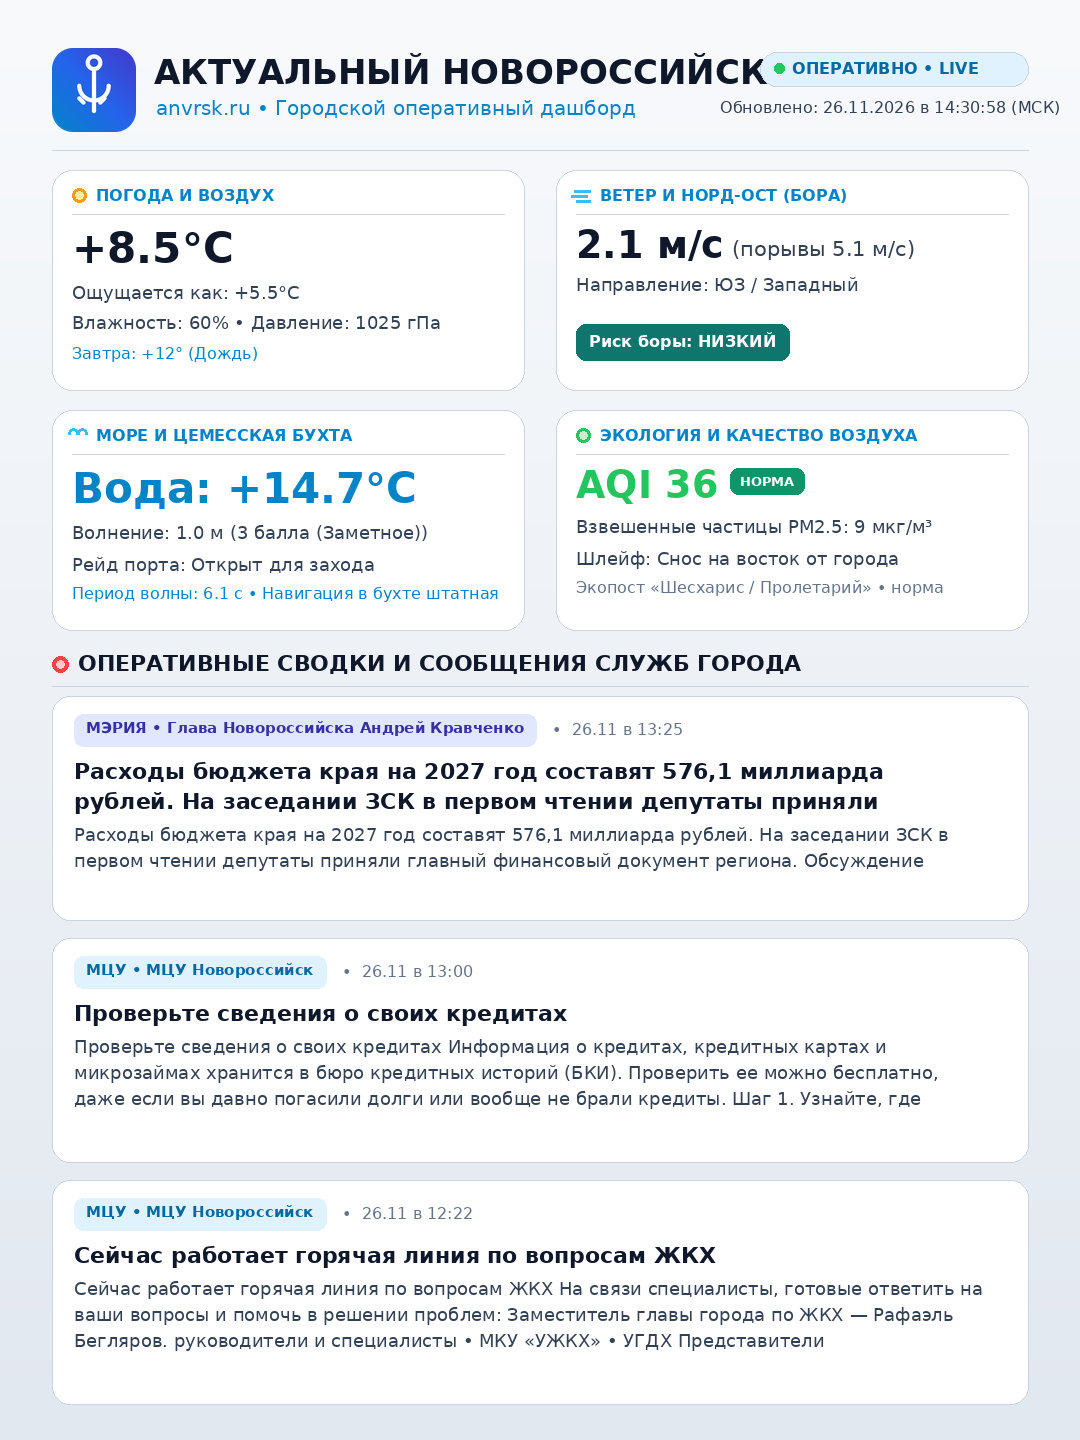 АКТУАЛЬНЫЙ НОВОРОССИЙСК
ОПЕРАТИВНО • LIVE
anvrsk.ru • Городской оперативный дашборд
Обновлено: 26.11.2026 в 14:30:58 (МСК)
ПОГОДА И ВОЗДУХ
+8.5°C
Ощущается как: +5.5°C
Влажность: 60% • Давление: 1025 гПа
Завтра: +12° (Дождь)
ВЕТЕР И НОРД-ОСТ (БОРА)
2.1 м/с (порывы 5.1 м/с)
Направление: ЮЗ / Западный
Риск боры: НИЗКИЙ
МОРЕ И ЦЕМЕССКАЯ БУХТА
Вода: +14.7°C
Волнение: 1.0 м (3 балла (Заметное))
Рейд порта: Открыт для захода
Период волны: 6.1 с • Навигация в бухте штатная
ЭКОЛОГИЯ И КАЧЕСТВО ВОЗДУХА
AQI 36 НОРМА
Взвешенные частицы PM2.5: 9 мкг/м³
Шлейф: Снос на восток от города
Экопост «Шесхарис / Пролетарий» • норма
ОПЕРАТИВНЫЕ СВОДКИ И СООБЩЕНИЯ СЛУЖБ ГОРОДА
МЭРИЯ • Глава Новороссийска Андрей Кравченко • 26.11 в 13:25
Расходы бюджета края на 2027 год составят 576,1 миллиарда
рублей. На заседании ЗСК в первом чтении депутаты приняли
Расходы бюджета края на 2027 год составят 576,1 миллиарда рублей. На заседании ЗСК в
первом чтении депутаты приняли главный финансовый документ региона. Обсуждение
МЦУ • МЦУ Новороссийск • 26.11 в 13:00
Проверьте сведения о своих кредитах
Проверьте сведения о своих кредитах Информация о кредитах, кредитных картах и
микрозаймах хранится в бюро кредитных историй (БКИ). Проверить ее можно бесплатно,
даже если вы давно погасили долги или вообще не брали кредиты. Шаг 1. Узнайте, где
МЦУ • МЦУ Новороссийск • 26.11 в 12:22
Сейчас работает горячая линия по вопросам ЖКХ
Сейчас работает горячая линия по вопросам ЖКХ На связи специалисты, готовые ответить на
ваши вопросы и помочь в решении проблем: Заместитель главы города по ЖКХ — Рафаэль
Бегляров. руководители и специалисты • МКУ «УЖКХ» • УГДХ Представители